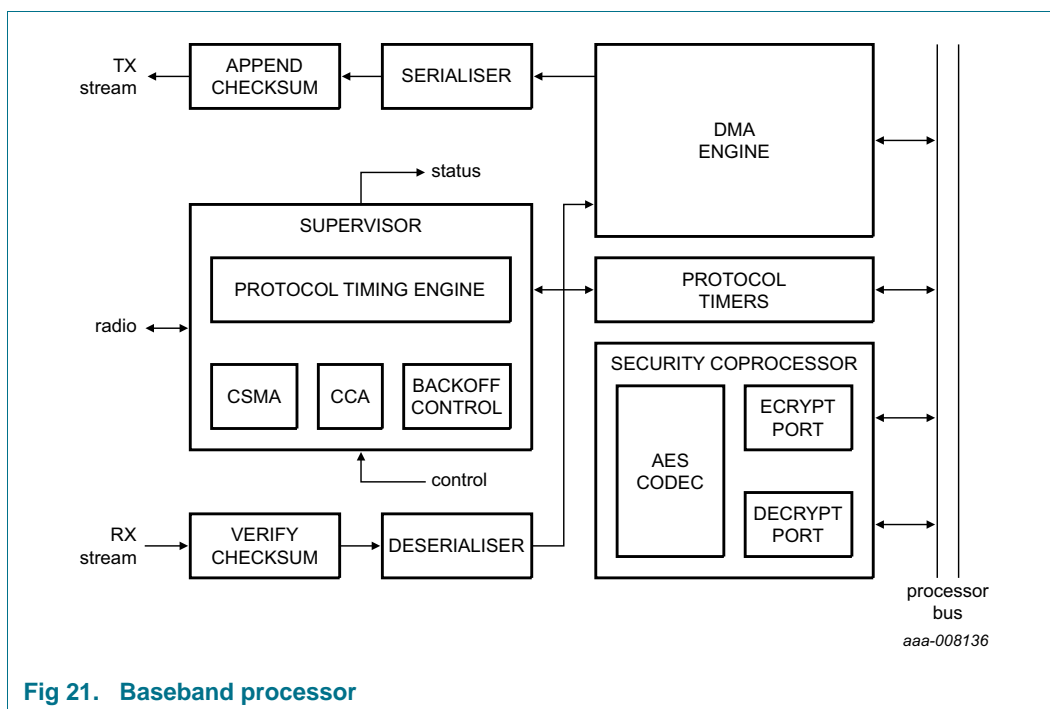 TX
stream
APPEND
CHECKSUM
SERIALISER
DMA
ENGINE
status
SUPERVISOR
PROTOCOL TIMING ENGINE
PROTOCOL
TIMERS
radio
CSMA
CCA
BACKOFF
CONTROL
SECURITY COPROCESSOR
AES
CODEC
ECRYPT
PORT
DECRYPT
PORT
control
RX
stream
VERIFY
CHECKSUM
DESERIALISER
processor
bus
aaa-008136
Fig 21. Baseband processor